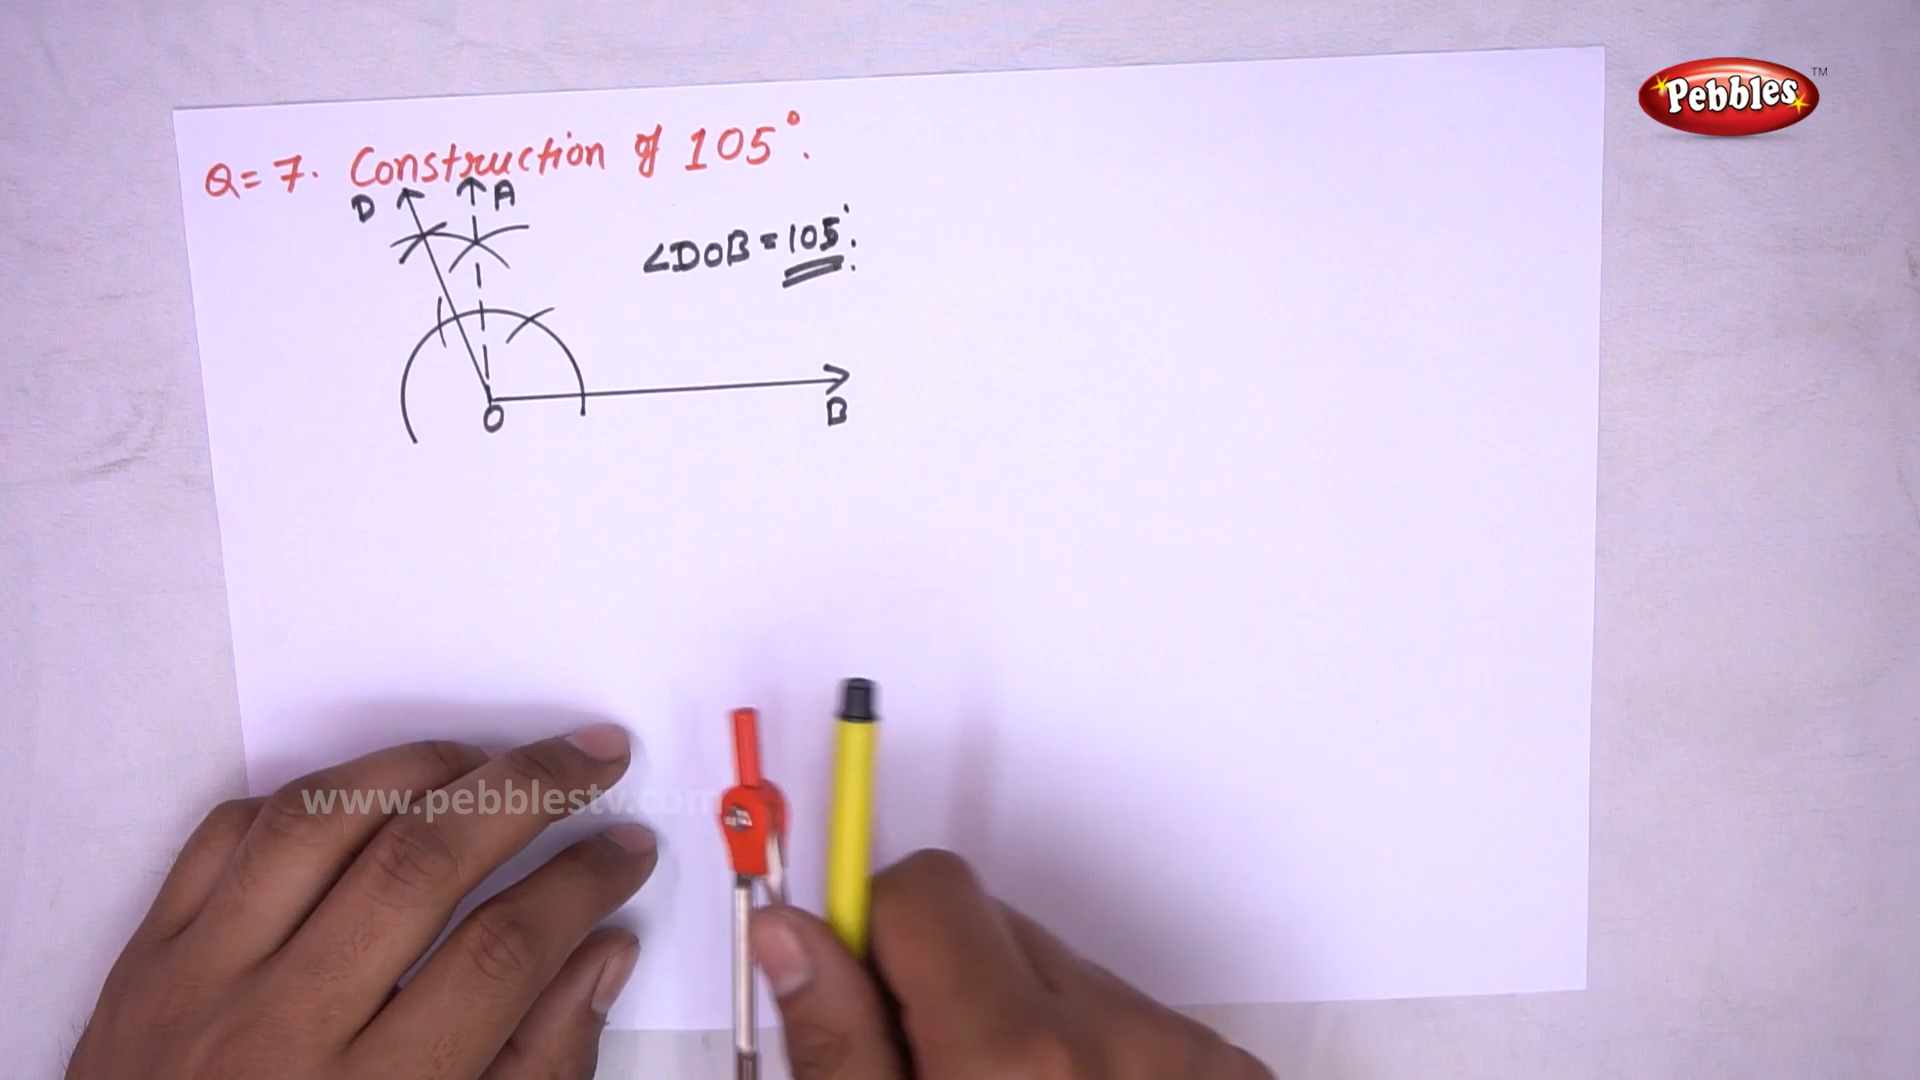 Pebbles TM
Q=7. Construction of 105°.
D A
∠DOB = 105°.
O B
www.pebblestv.com